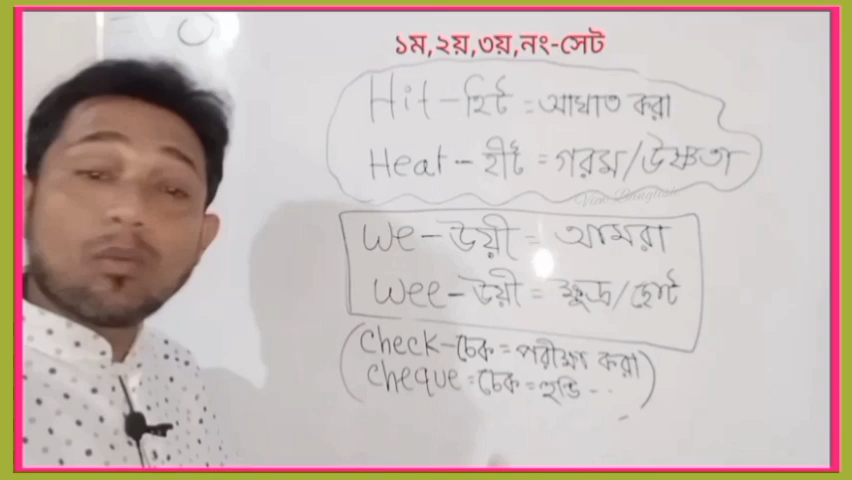 ১ম,২য়,৩য়,নং-সেট
Hit-হিট = আঘাত করা
Heat - হীট = গরম/উষ্ণতা
We - উয়ী = আমরা
Wee - উয়ী = ক্ষুদ্র/ছোট
Check-চেক = পরীক্ষা করা
Cheque = চেক = হুন্ডি - ..